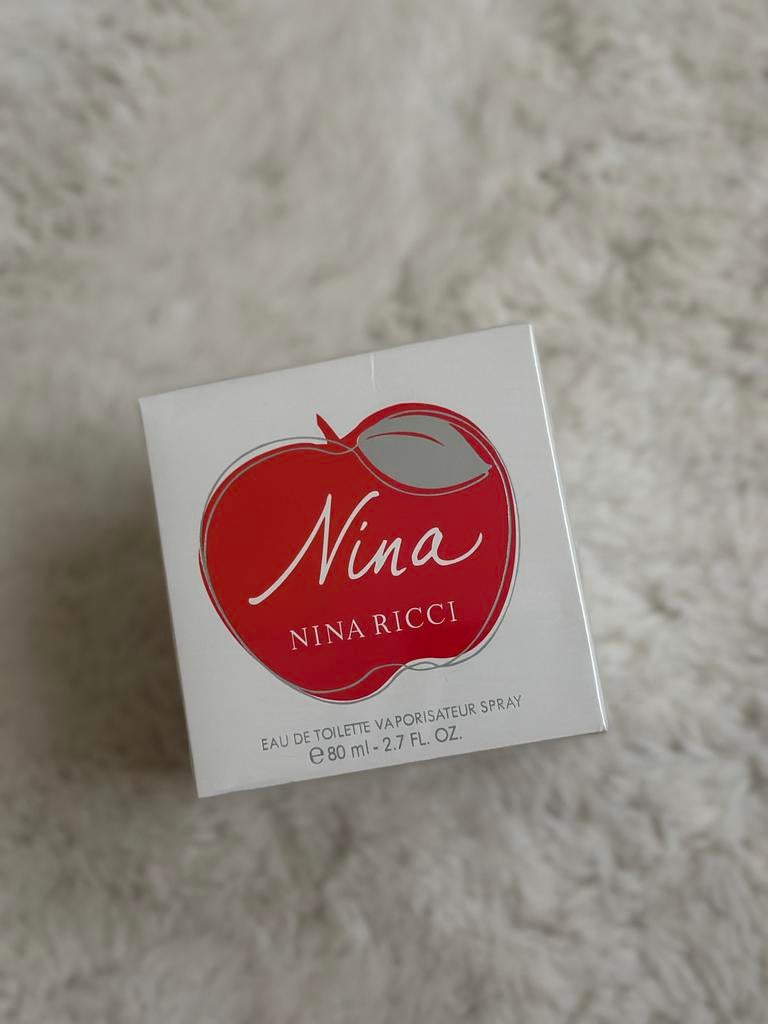 Nina
NINA RICCI
EAU DE TOILETTE VAPORISATEUR SPRAY
℮ 80 ml - 2.7 FL. OZ.